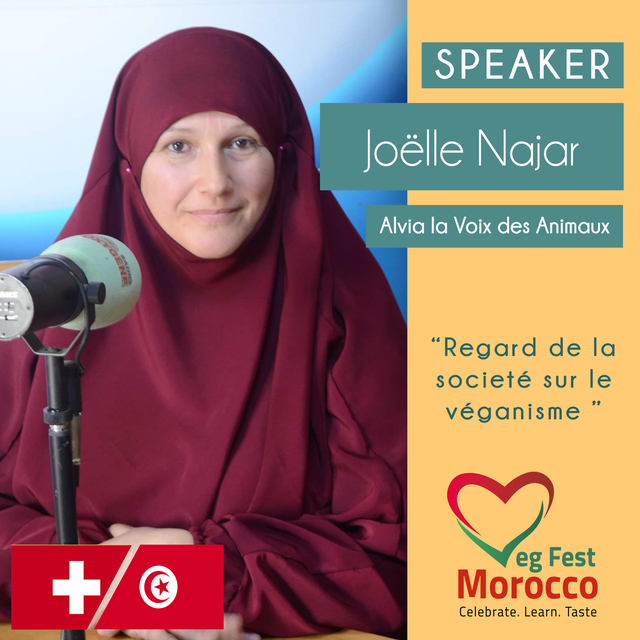 SPEAKER
Joëlle Najar
Alvia la Voix des Animaux
“Regard de la
societé sur le
véganisme ”
Veg Fest
Morocco
Celebrate. Learn. Taste